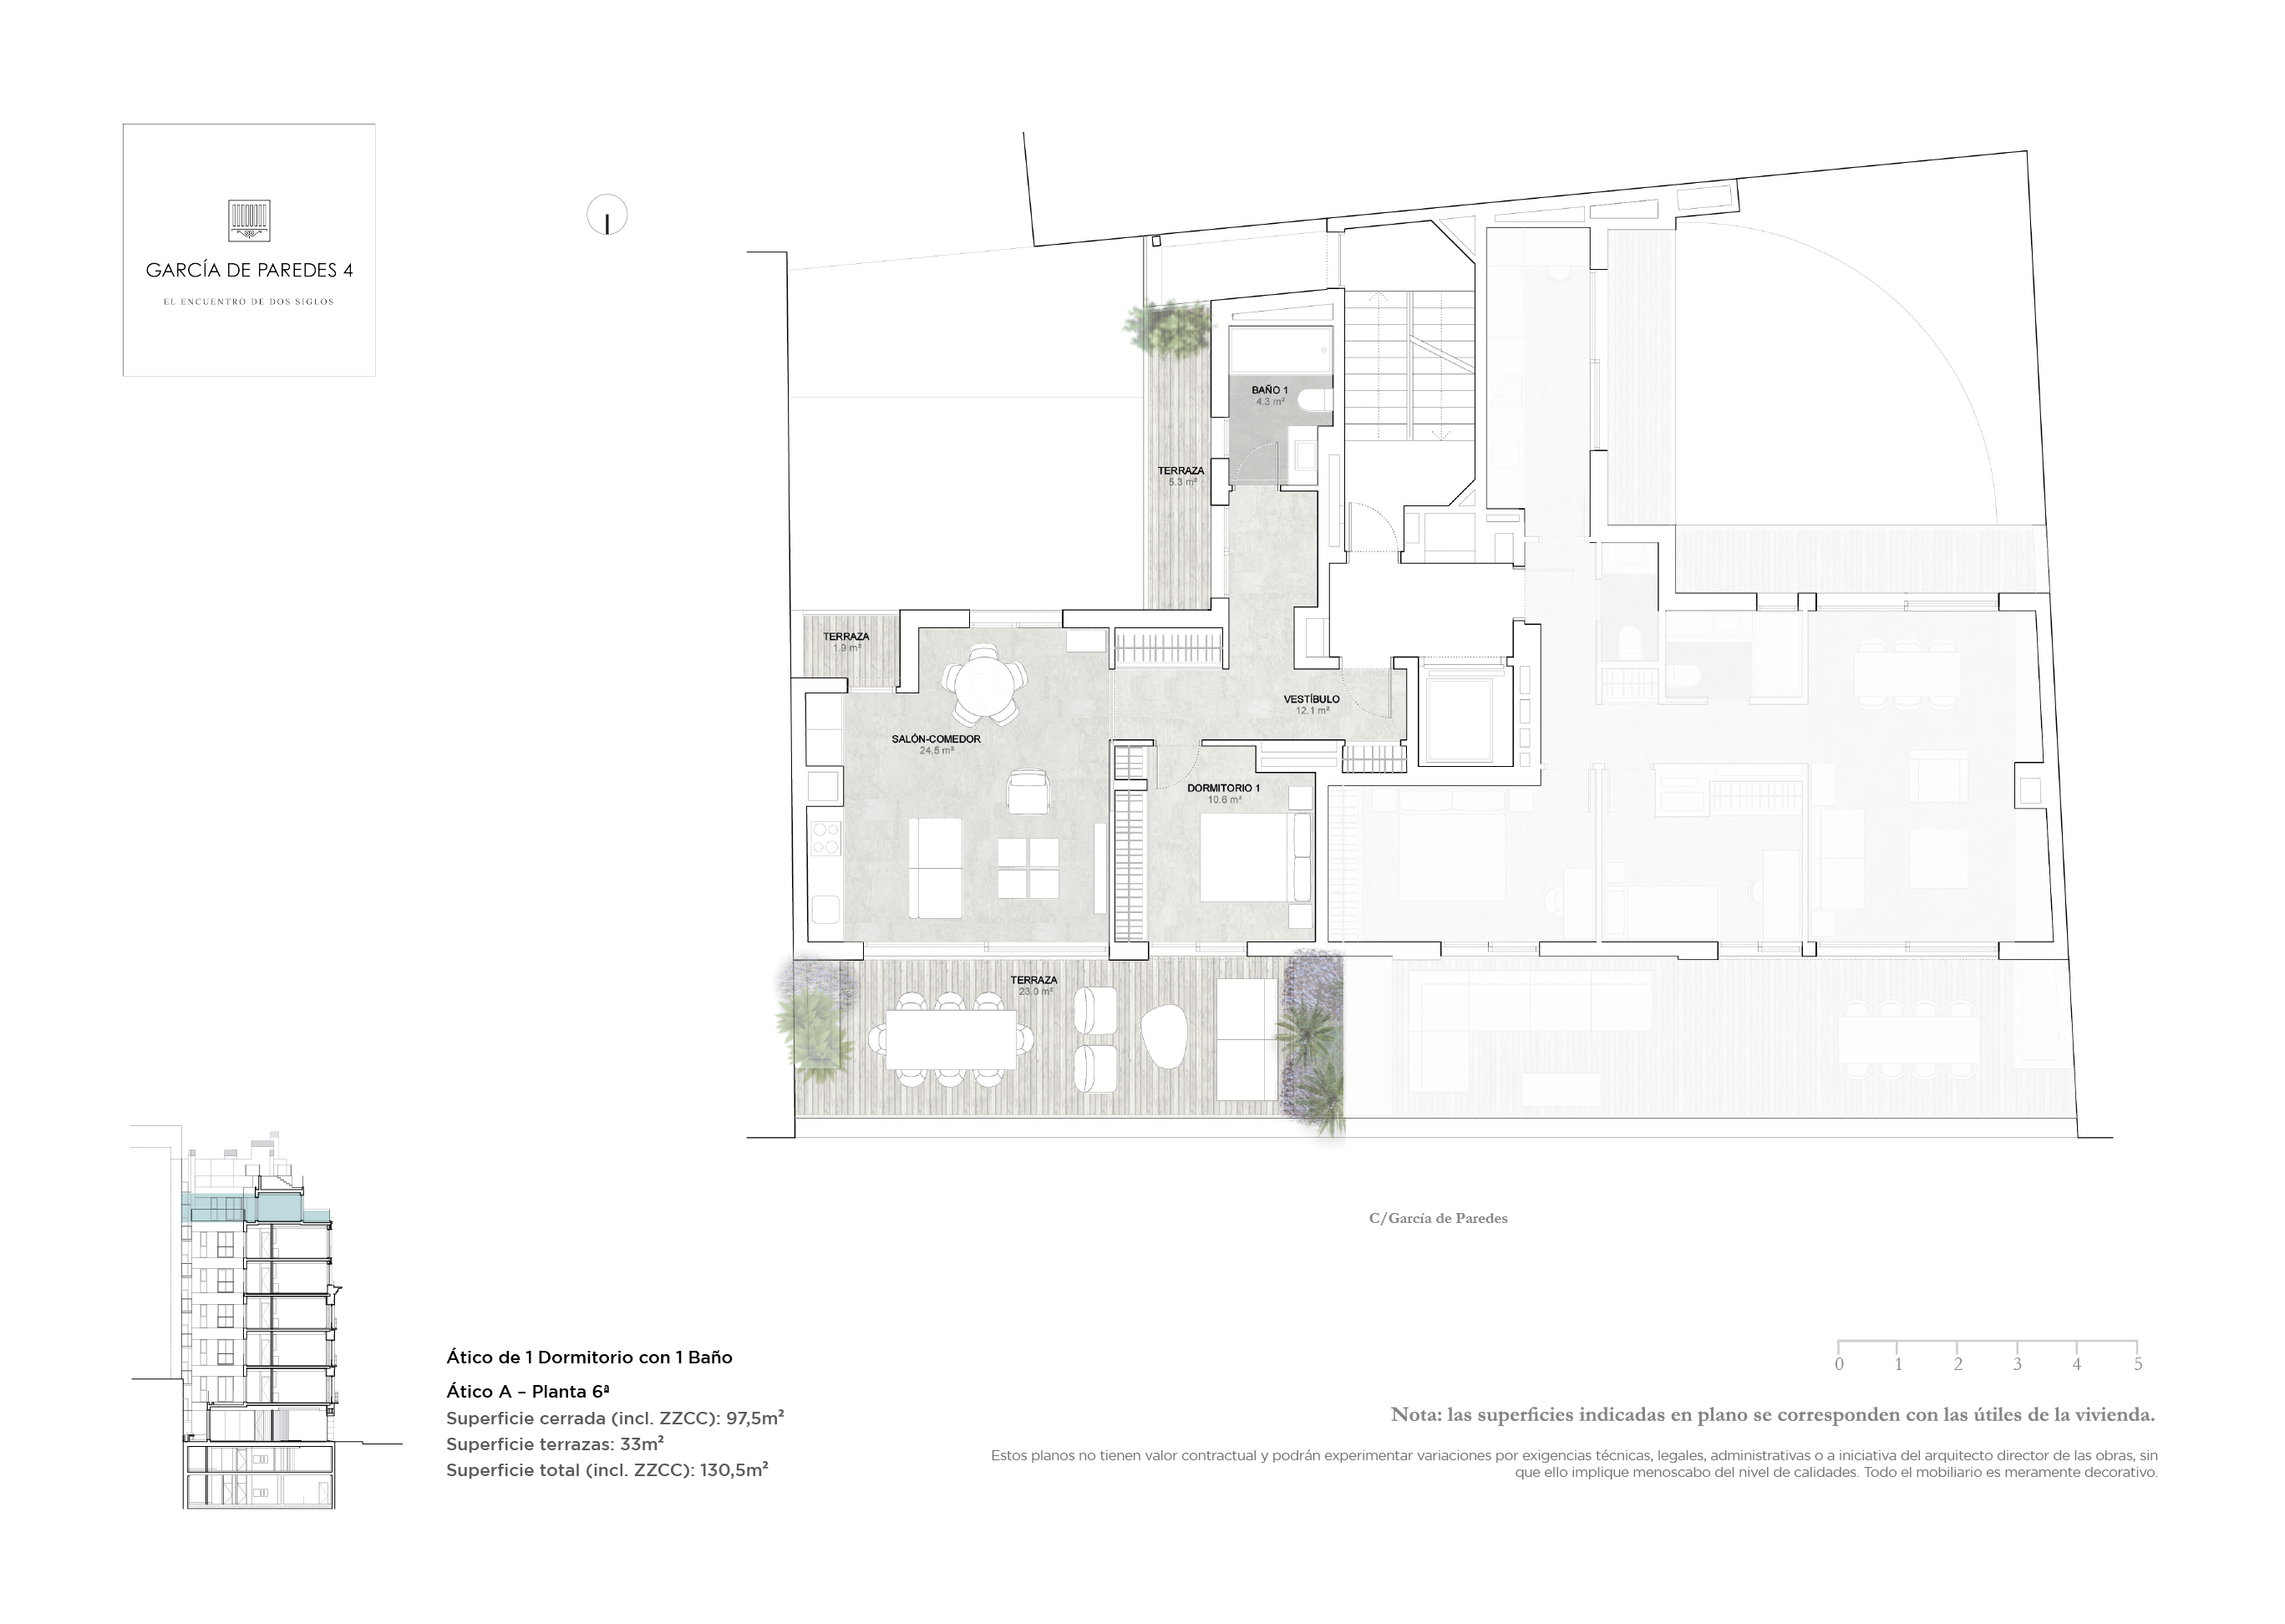 GARCÍA DE PAREDES 4
EL ENCUENTRO DE DOS SIGLOS
BAÑO 1
4.3 m²
TERRAZA
5.3 m²
TERRAZA
1.9 m²
VESTÍBULO
12.1 m²
SALÓN-COMEDOR
24.5 m²
DORMITORIO 1
10.6 m²
TERRAZA
23.0 m²
C/García de Paredes
Ático de 1 Dormitorio con 1 Baño
Ático A – Planta 6ª
Superficie cerrada (incl. ZZCC): 97,5m²
Superficie terrazas: 33m²
Superficie total (incl. ZZCC): 130,5m²
0 1 2 3 4 5
Nota: las superficies indicadas en plano se corresponden con las útiles de la vivienda.
Estos planos no tienen valor contractual y podrán experimentar variaciones por exigencias técnicas, legales, administrativas o a iniciativa del arquitecto director de las obras, sin
que ello implique menoscabo del nivel de calidades. Todo el mobiliario es meramente decorativo.